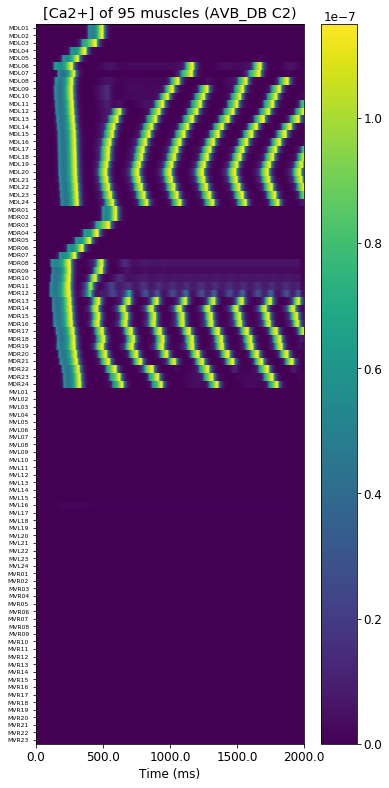 [Ca2+] of 95 muscles (AVB_DB C2)
1e−7
MDL01
MDL02
MDL03
MDL04
MDL05
MDL06
MDL07
MDL08
MDL09
MDL10
MDL11
MDL12
MDL13
MDL14
MDL15
MDL16
MDL17
MDL18
MDL19
MDL20
MDL21
MDL22
MDL23
MDL24
MDR01
MDR02
MDR03
MDR04
MDR05
MDR06
MDR07
MDR08
MDR09
MDR10
MDR11
MDR12
MDR13
MDR14
MDR15
MDR16
MDR17
MDR18
MDR19
MDR20
MDR21
MDR22
MDR23
MDR24
MVL01
MVL02
MVL03
MVL04
MVL05
MVL06
MVL07
MVL08
MVL09
MVL10
MVL11
MVL12
MVL13
MVL14
MVL15
MVL16
MVL17
MVL18
MVL19
MVL20
MVL21
MVL22
MVL23
MVL24
MVR01
MVR02
MVR03
MVR04
MVR05
MVR06
MVR07
MVR08
MVR09
MVR10
MVR11
MVR12
MVR13
MVR14
MVR15
MVR16
MVR17
MVR18
MVR19
MVR20
MVR21
MVR22
MVR23
0.0 500.0 1000.0 1500.0 2000.0
Time (ms)
1.0
0.8
0.6
0.4
0.2
0.0